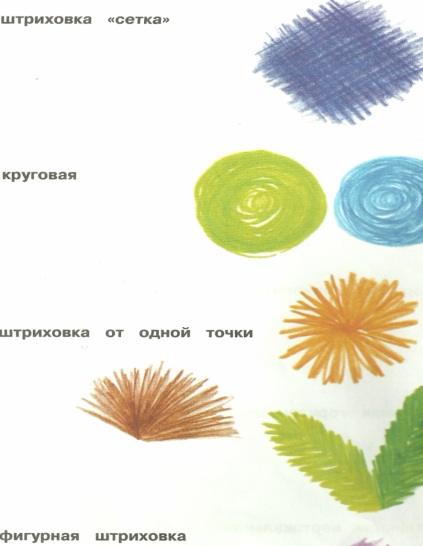 штриховка «сетка»
круговая
штриховка от одной точки
фигурная штриховка